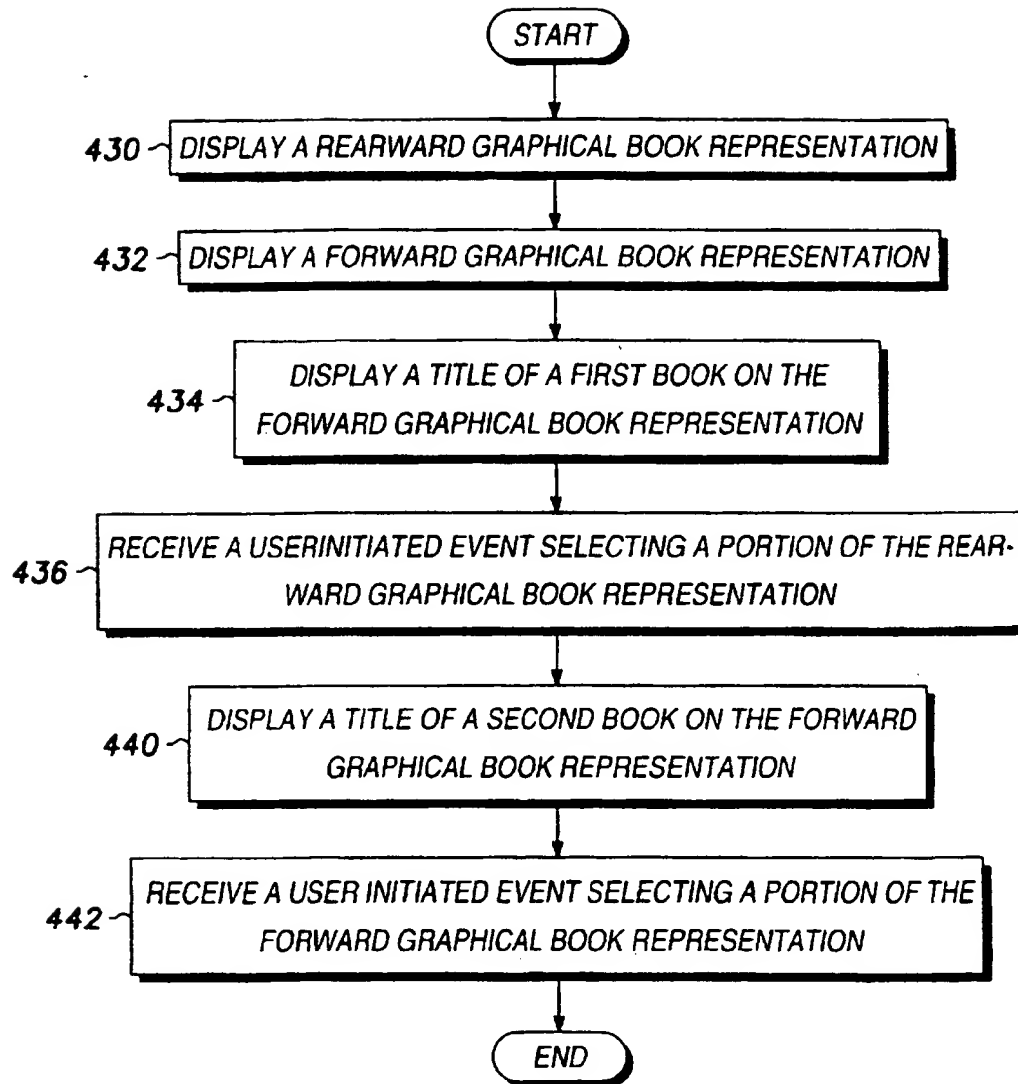 START
430 DISPLAY A REARWARD GRAPHICAL BOOK REPRESENTATION
432 DISPLAY A FORWARD GRAPHICAL BOOK REPRESENTATION
DISPLAY A TITLE OF A FIRST BOOK ON THE
434 FORWARD GRAPHICAL BOOK REPRESENTATION
RECEIVE A USERINITIATED EVENT SELECTING A PORTION OF THE REAR-
436 WARD GRAPHICAL BOOK REPRESENTATION
DISPLAY A TITLE OF A SECOND BOOK ON THE FORWARD
440 GRAPHICAL BOOK REPRESENTATION
RECEIVE A USER INITIATED EVENT SELECTING A PORTION OF THE
442 FORWARD GRAPHICAL BOOK REPRESENTATION
END